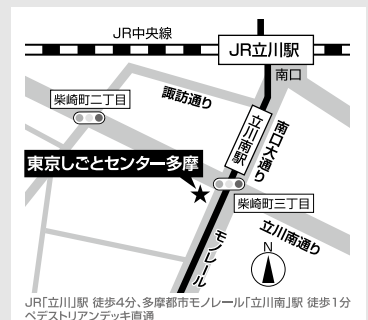 JR中央線
JR立川駅
南口
諏訪通り
柴崎町二丁目
立川南駅
南口大通り
東京しごとセンター多摩
柴崎町三丁目
立川南通り
モノレール
N
JR「立川」駅 徒歩4分、多摩都市モノレール「立川南」駅 徒歩1分
ペデストリアンデッキ直通